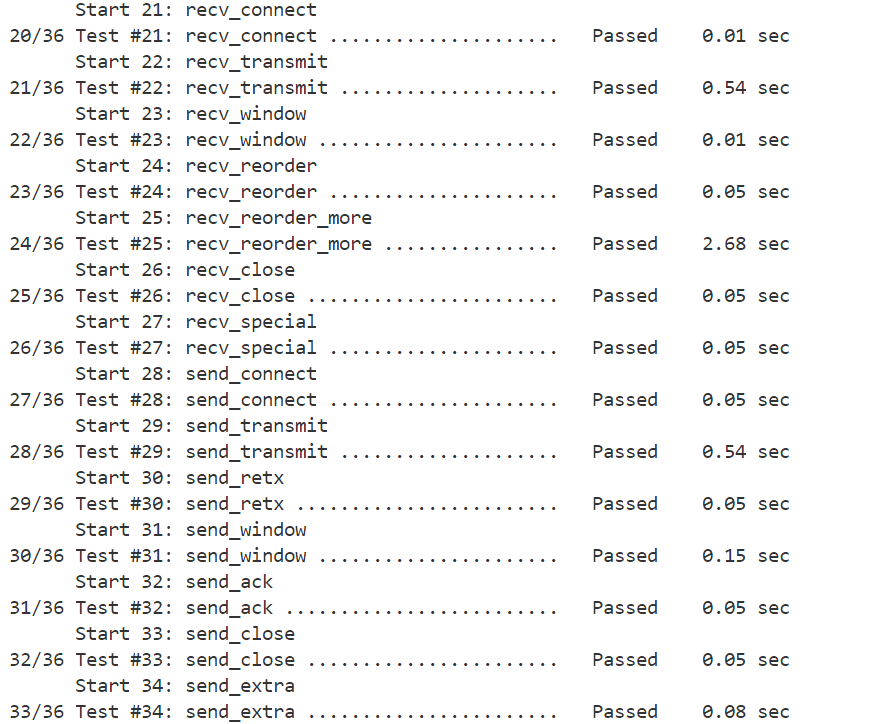 Start 21: recv_connect
20/36 Test #21: recv_connect .....................   Passed    0.01 sec
      Start 22: recv_transmit
21/36 Test #22: recv_transmit ....................   Passed    0.54 sec
      Start 23: recv_window
22/36 Test #23: recv_window ......................   Passed    0.01 sec
      Start 24: recv_reorder
23/36 Test #24: recv_reorder .....................   Passed    0.05 sec
      Start 25: recv_reorder_more
24/36 Test #25: recv_reorder_more ................   Passed    2.68 sec
      Start 26: recv_close
25/36 Test #26: recv_close .......................   Passed    0.05 sec
      Start 27: recv_special
26/36 Test #27: recv_special .....................   Passed    0.05 sec
      Start 28: send_connect
27/36 Test #28: send_connect .....................   Passed    0.05 sec
      Start 29: send_transmit
28/36 Test #29: send_transmit ....................   Passed    0.54 sec
      Start 30: send_retx
29/36 Test #30: send_retx ........................   Passed    0.05 sec
      Start 31: send_window
30/36 Test #31: send_window ......................   Passed    0.15 sec
      Start 32: send_ack
31/36 Test #32: send_ack .........................   Passed    0.05 sec
      Start 33: send_close
32/36 Test #33: send_close .......................   Passed    0.05 sec
      Start 34: send_extra
33/36 Test #34: send_extra .......................   Passed    0.08 sec